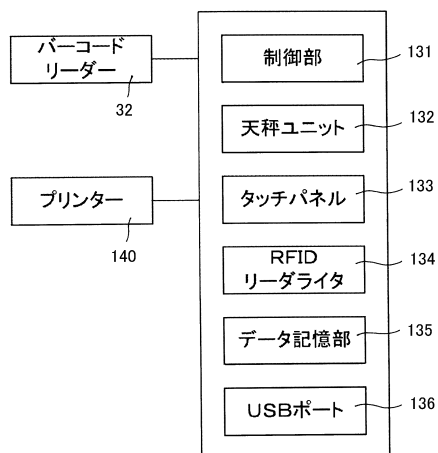 バーコード
リーダー
32
プリンター
140
制御部
131
天秤ユニット
132
タッチパネル
133
RFID
リーダライタ
134
データ記憶部
135
USBポート
136